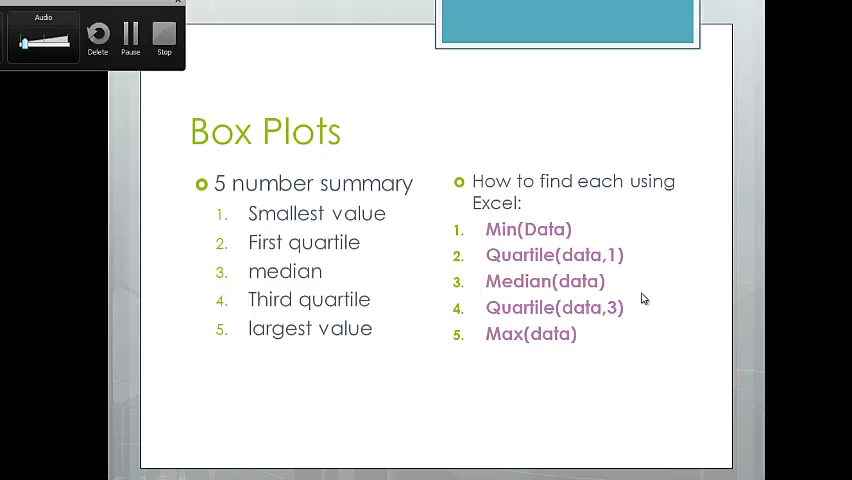 Audio
Delete
Pause
Stop
Box Plots
5 number summary
1. Smallest value
2. First quartile
3. median
4. Third quartile
5. largest value
How to find each using
Excel:
1. Min(Data)
2. Quartile(data,1)
3. Median(data)
4. Quartile(data,3)
5. Max(data)